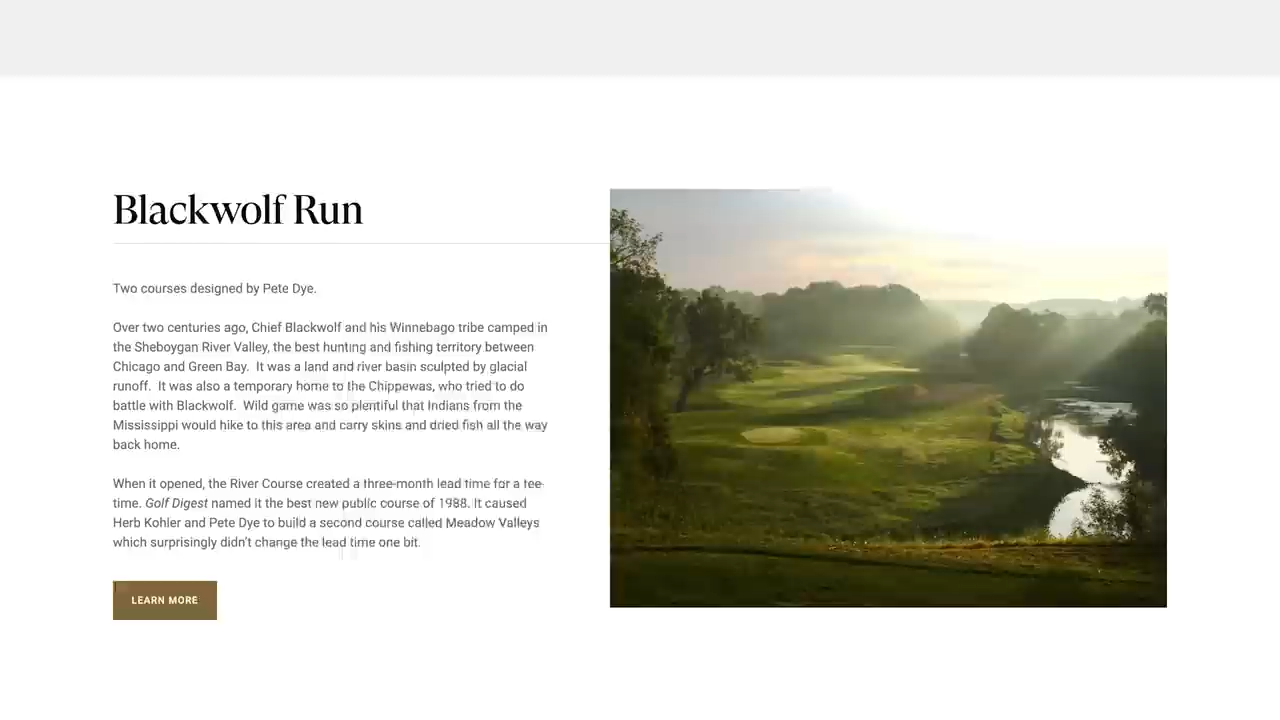 Blackwolf Run
Two courses designed by Pete Dye.
Over two centuries ago, Chief Blackwolf and his Winnebago tribe camped in
the Sheboygan River Valley, the best hunting and fishing territory between
Chicago and Green Bay.  It was a land and river basin sculpted by glacial
runoff.  It was also a temporary home to the Chippewas, who tried to do
battle with Blackwolf.  Wild game was so plentiful that Indians from the
Mississippi would hike to this area and carry skins and dried fish all the way
back home.
When it opened, the River Course created a three-month lead time for a tee-
time. Golf Digest named it the best new public course of 1988. It caused
Herb Kohler and Pete Dye to build a second course called Meadow Valleys
which surprisingly didn't change the lead time one bit.
LEARN MORE